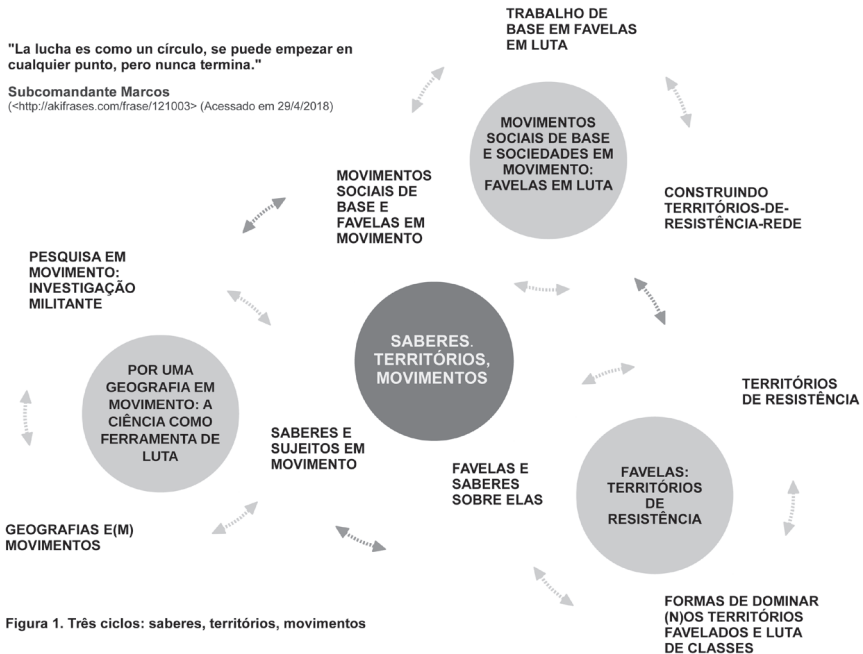 "La lucha es como un círculo, se puede empezar en
cualquier punto, pero nunca termina."
Subcomandante Marcos
(<http://akifrases.com/frase/121003> (Acessado em 29/4/2018)
TRABALHO DE
BASE EM FAVELAS
EM LUTA
MOVIMENTOS
SOCIAIS DE BASE
E SOCIEDADES EM
MOVIMENTO:
FAVELAS EM LUTA
MOVIMENTOS
SOCIAIS DE
BASE E
FAVELAS EM
MOVIMENTO
CONSTRUINDO
TERRITÓRIOS-DE-
RESISTÊNCIA-REDE
PESQUISA EM
MOVIMENTO:
INVESTIGAÇÃO
MILITANTE
SABERES.
TERRITÓRIOS,
MOVIMENTOS
POR UMA
GEOGRAFIA EM
MOVIMENTO: A
CIÊNCIA COMO
FERRAMENTA DE
LUTA
TERRITÓRIOS
DE RESISTÊNCIA
SABERES E
SUJEITOS EM
MOVIMENTO
FAVELAS E
SABERES
SOBRE ELAS
FAVELAS:
TERRITÓRIOS
DE
RESISTÊNCIA
GEOGRAFIAS E(M)
MOVIMENTOS
FORMAS DE DOMINAR
(N)OS TERRITÓRIOS
FAVELADOS E LUTA
DE CLASSES
Figura 1. Três ciclos: saberes, territórios, movimentos